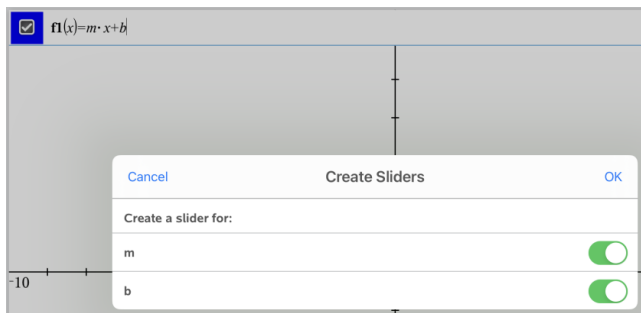 f1(x)=m·x+b
Cancel Create Sliders OK
Create a slider for:
m
b
-10